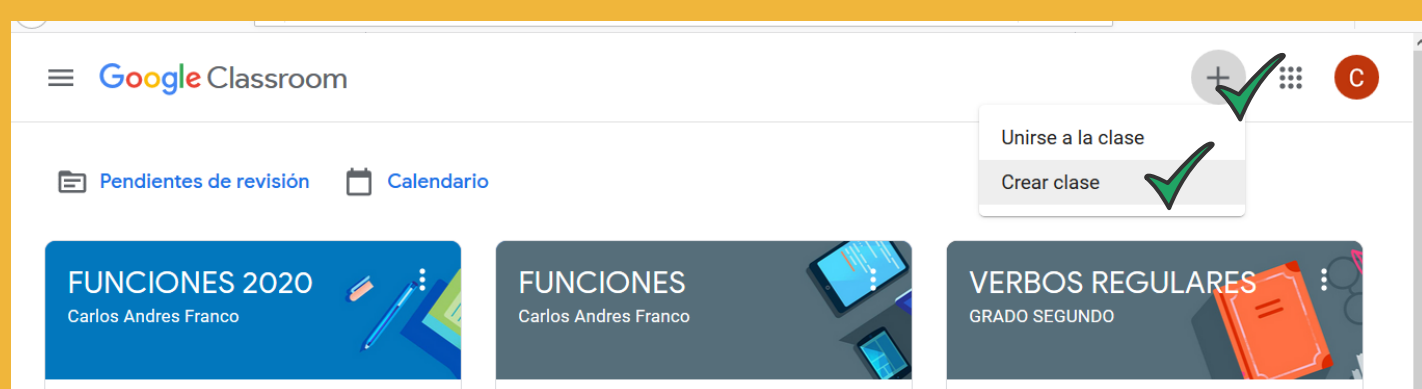 Google Classroom
C
Unirse a la clase
Crear clase
Pendientes de revisión
Calendario
FUNCIONES 2020
Carlos Andres Franco
FUNCIONES
Carlos Andres Franco
VERBOS REGULARES
GRADO SEGUNDO